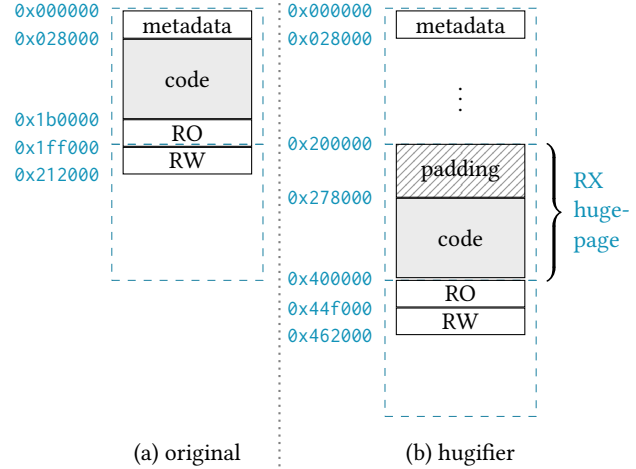 0x000000
metadata
0x028000
code
0x1b0000
RO
0x1ff000
RW
0x212000
(a) original
0x000000
metadata
0x028000
⋮
0x200000
padding
0x278000
code
0x400000
RO
0x44f000
RW
0x462000
RX
huge-
page
(b) hugifier